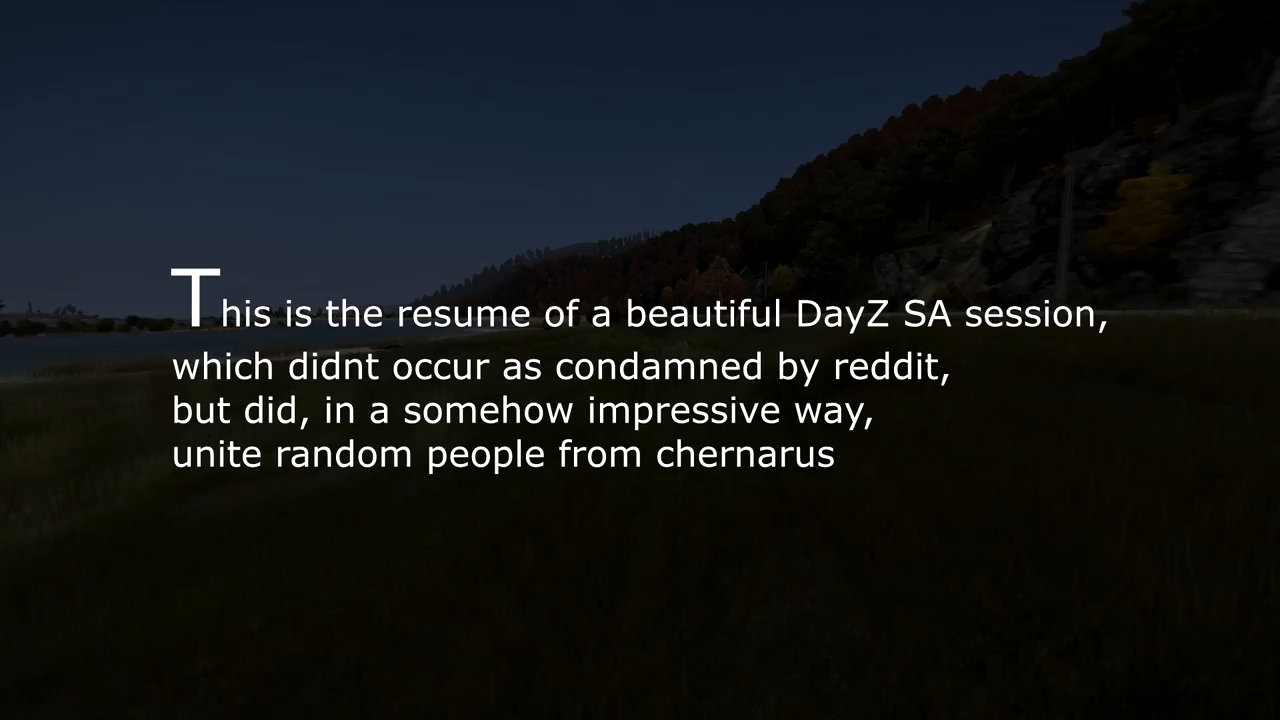 This is the resume of a beautiful DayZ SA session,
which didnt occur as condamned by reddit,
but did, in a somehow impressive way,
unite random people from chernarus